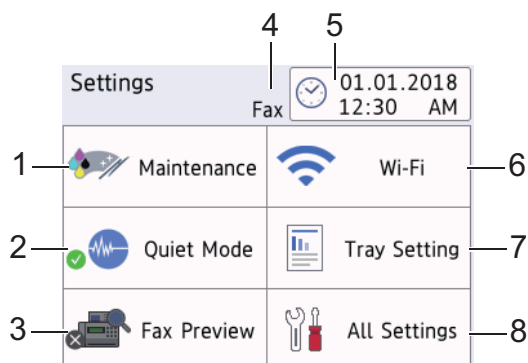 4 5
Settings
Fax
01.01.2018
12:30 AM
1 Maintenance Wi-Fi 6
2 Quiet Mode Tray Setting 7
3 Fax Preview All Settings 8